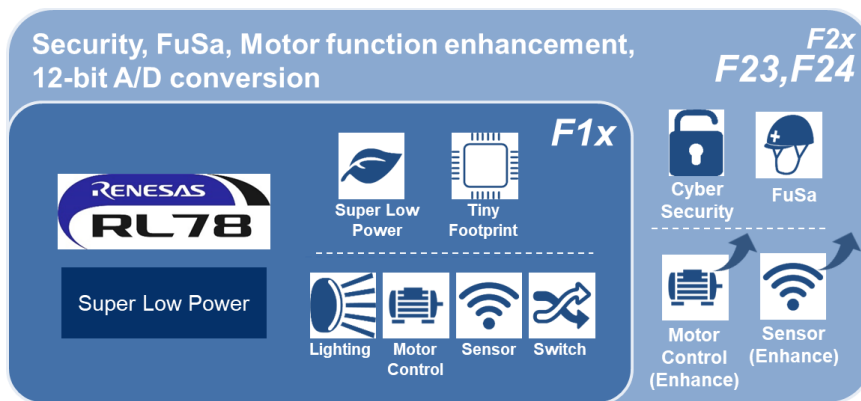 Security, FuSa, Motor function enhancement,
12-bit A/D conversion
F2x
F23,F24
F1x
RENESAS
RL78
Super Low Power
Super Low
Power
Tiny
Footprint
Lighting
Motor
Control
Sensor
Switch
Cyber
Security
FuSa
Motor
Control
(Enhance)
Sensor
(Enhance)